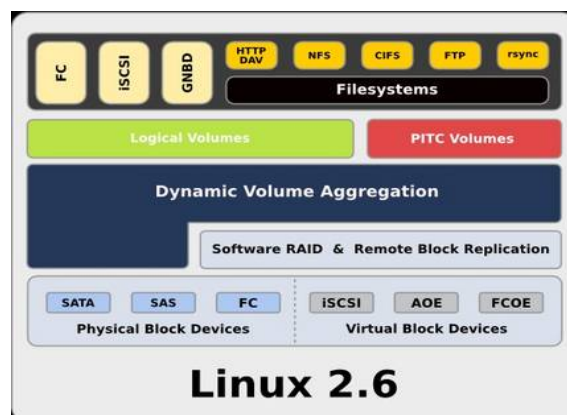 FC
iSCSI
GNBD
HTTP
DAV
NFS
CIFS
FTP
rsync
Filesystems
Logical Volumes
PITC Volumes
Dynamic Volume Aggregation
Software RAID & Remote Block Replication
SATA
SAS
FC
iSCSI
AOE
FCOE
Physical Block Devices
Virtual Block Devices
Linux 2.6